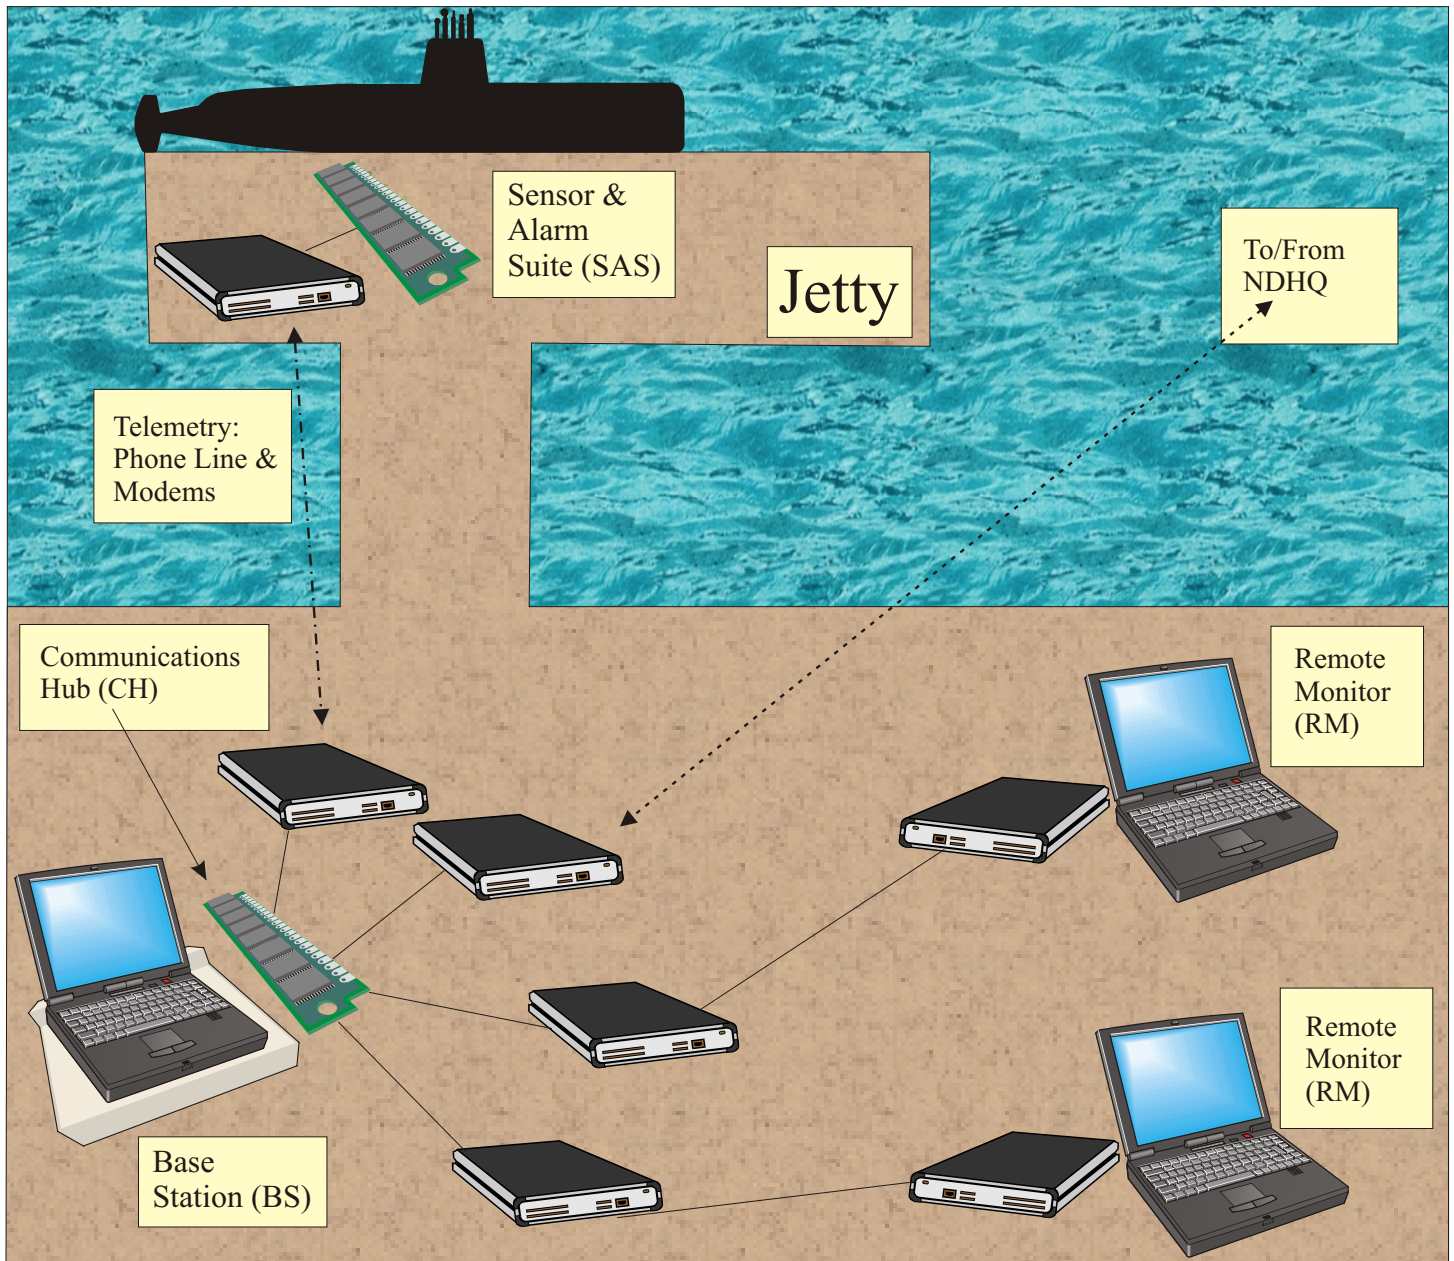 Sensor &
Alarm
Suite (SAS)
Jetty
To/From
NDHQ
Telemetry:
Phone Line &
Modems
Communications
Hub (CH)
Remote
Monitor
(RM)
Base
Station (BS)
Remote
Monitor
(RM)